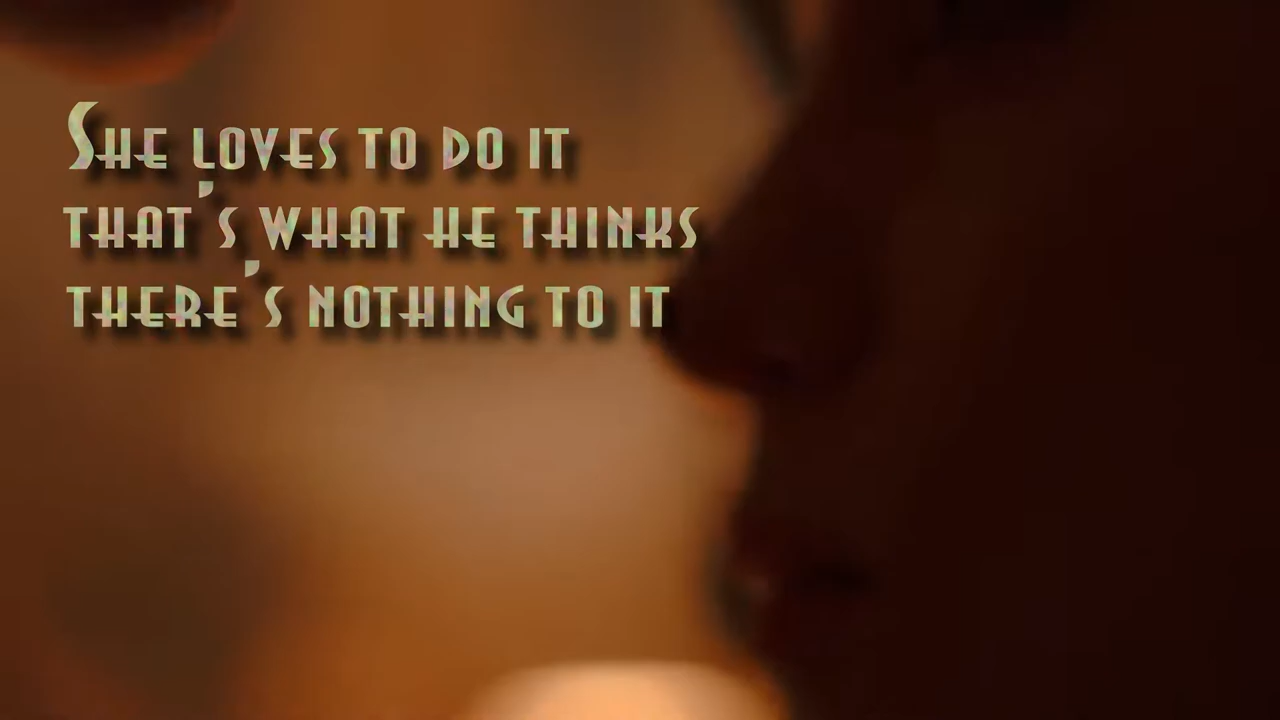 She loves to do it
that's what he thinks
there's nothing to it